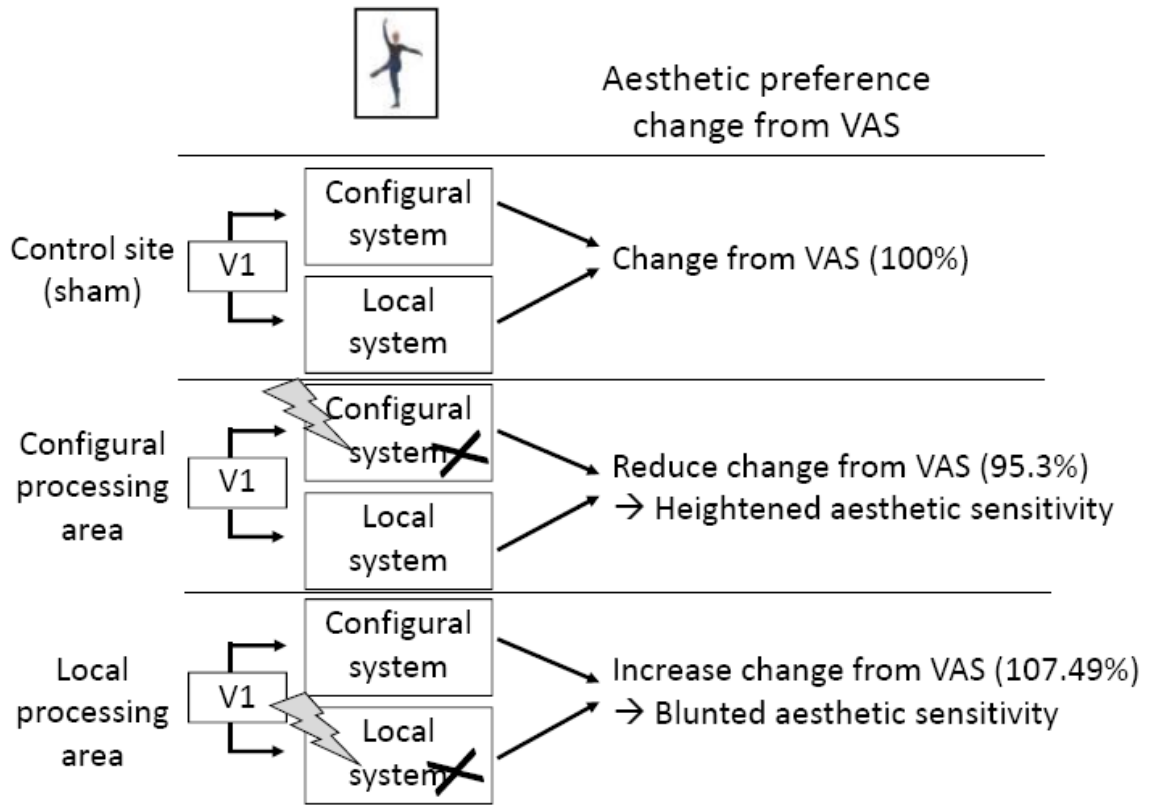 Aesthetic preference
change from VAS
Control site
(sham)
V1
Configural
system
Local
system
Change from VAS (100%)
Configural
processing
area
V1
Configural
system
Local
system
Reduce change from VAS (95.3%)
→ Heightened aesthetic sensitivity
Local
processing
area
V1
Configural
system
Local
system
Increase change from VAS (107.49%)
→ Blunted aesthetic sensitivity